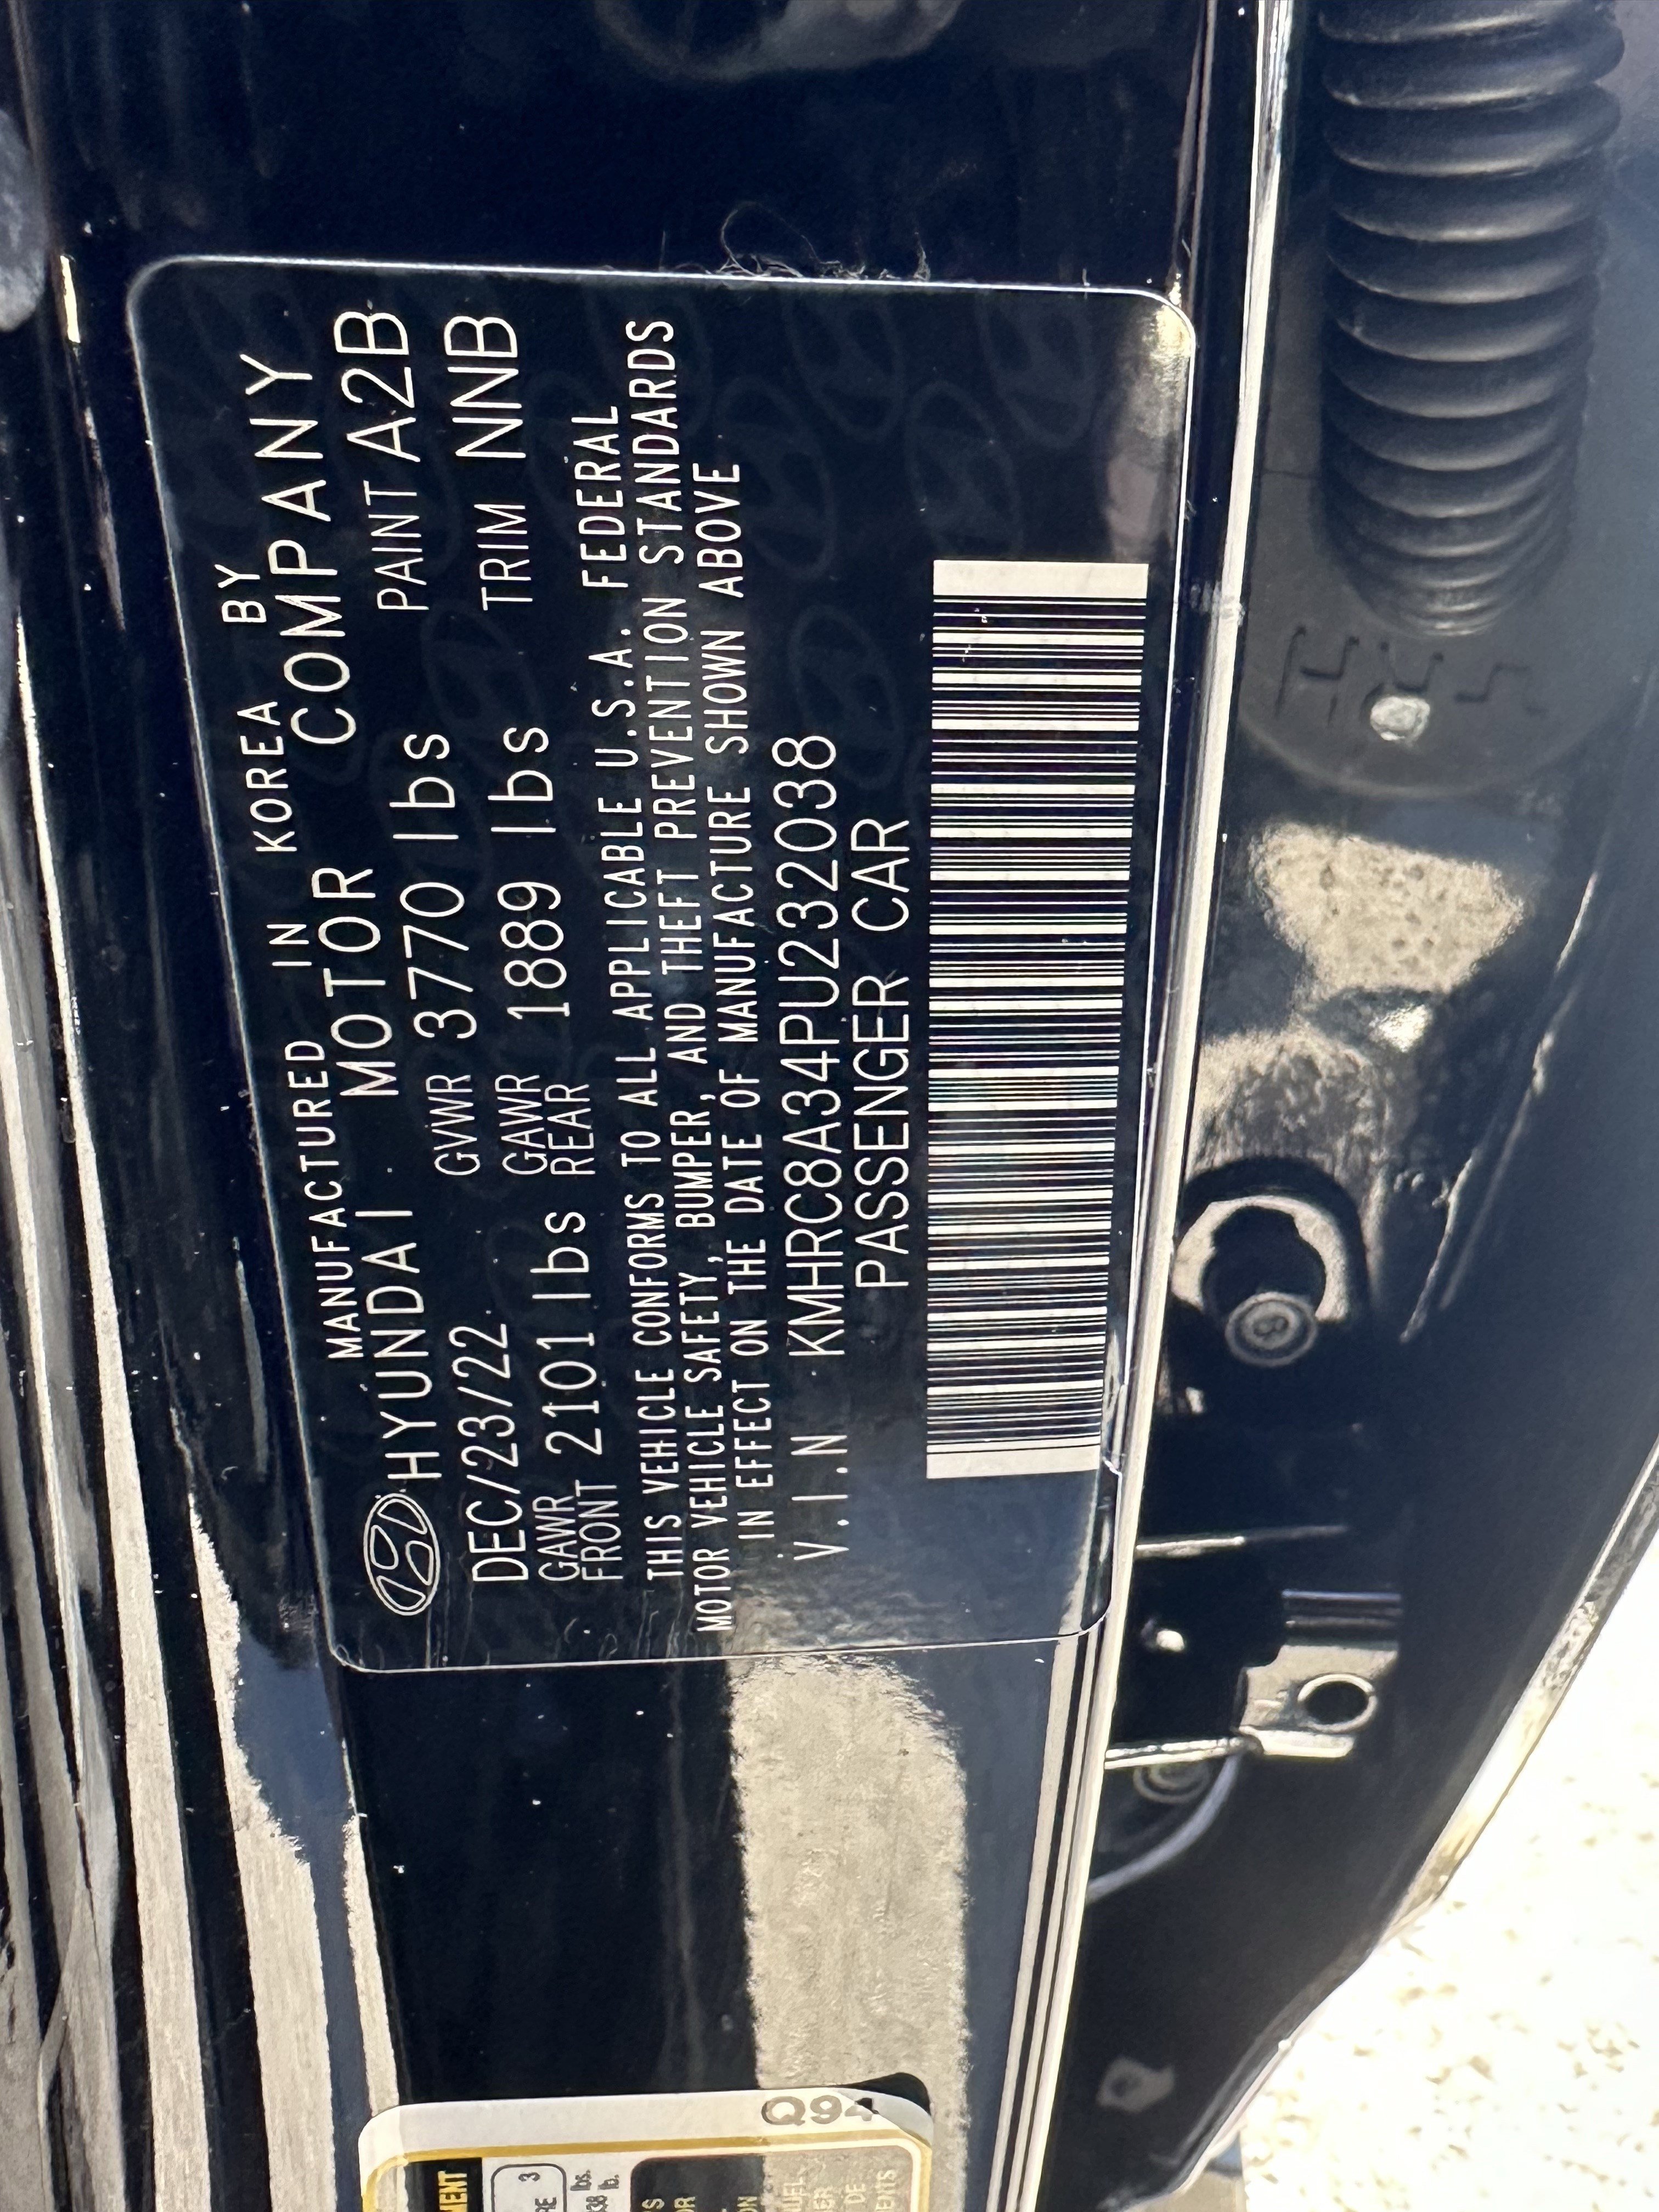 MANUFACTURED IN KOREA BY
HYUNDAI MOTOR COMPANY
DEC/23/22 GVWR 3770 lbs PAINT A2B
GAWR FRONT 2101 lbs GAWR REAR 1889 lbs TRIM NNB
THIS VEHICLE CONFORMS TO ALL APPLICABLE U.S.A. FEDERAL
MOTOR VEHICLE SAFETY, BUMPER, AND THEFT PREVENTION STANDARDS
IN EFFECT ON THE DATE OF MANUFACTURE SHOWN ABOVE
V.I.N KMHRC8A34PU232038
PASSENGER CAR
Q94